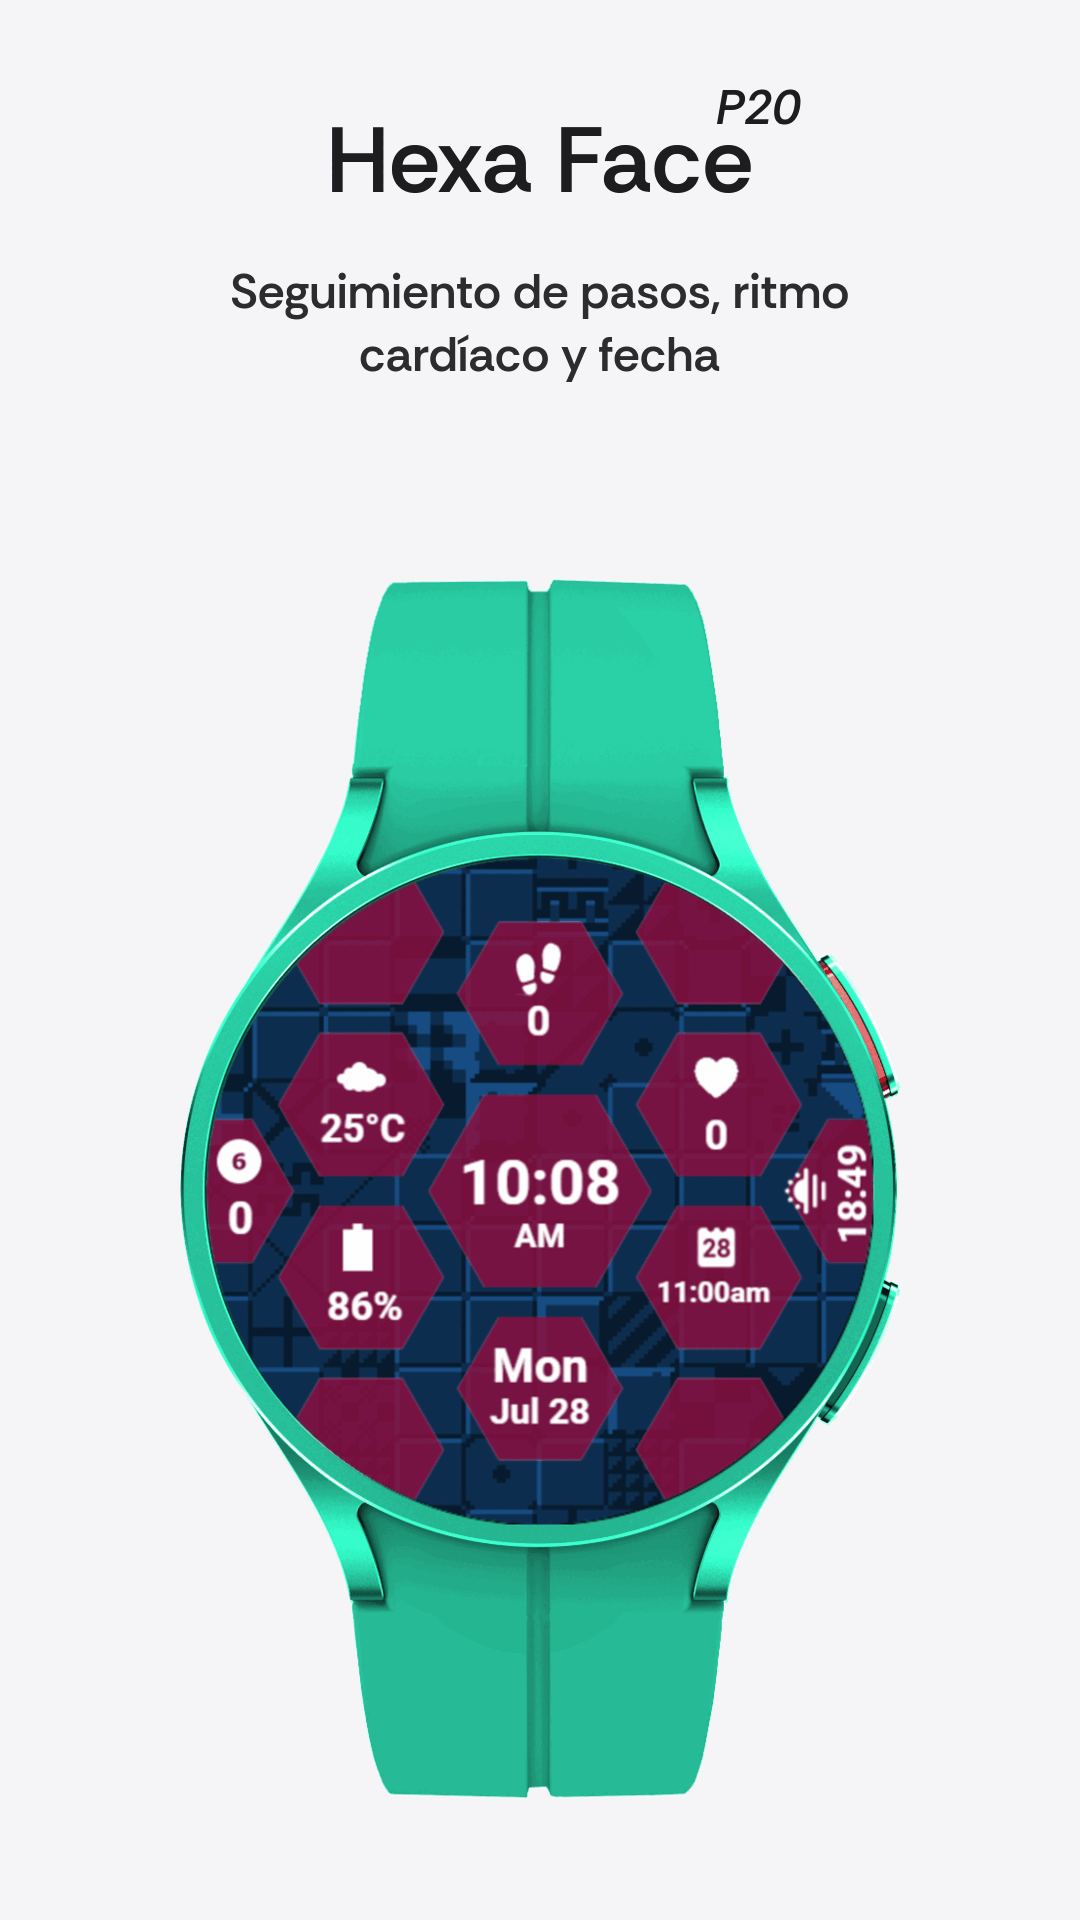 P20
Hexa Face
Seguimiento de pasos, ritmo
cardíaco y fecha
0
25°C
0
6
0
10:08
AM
18:49
86%
28
11:00am
Mon
Jul 28